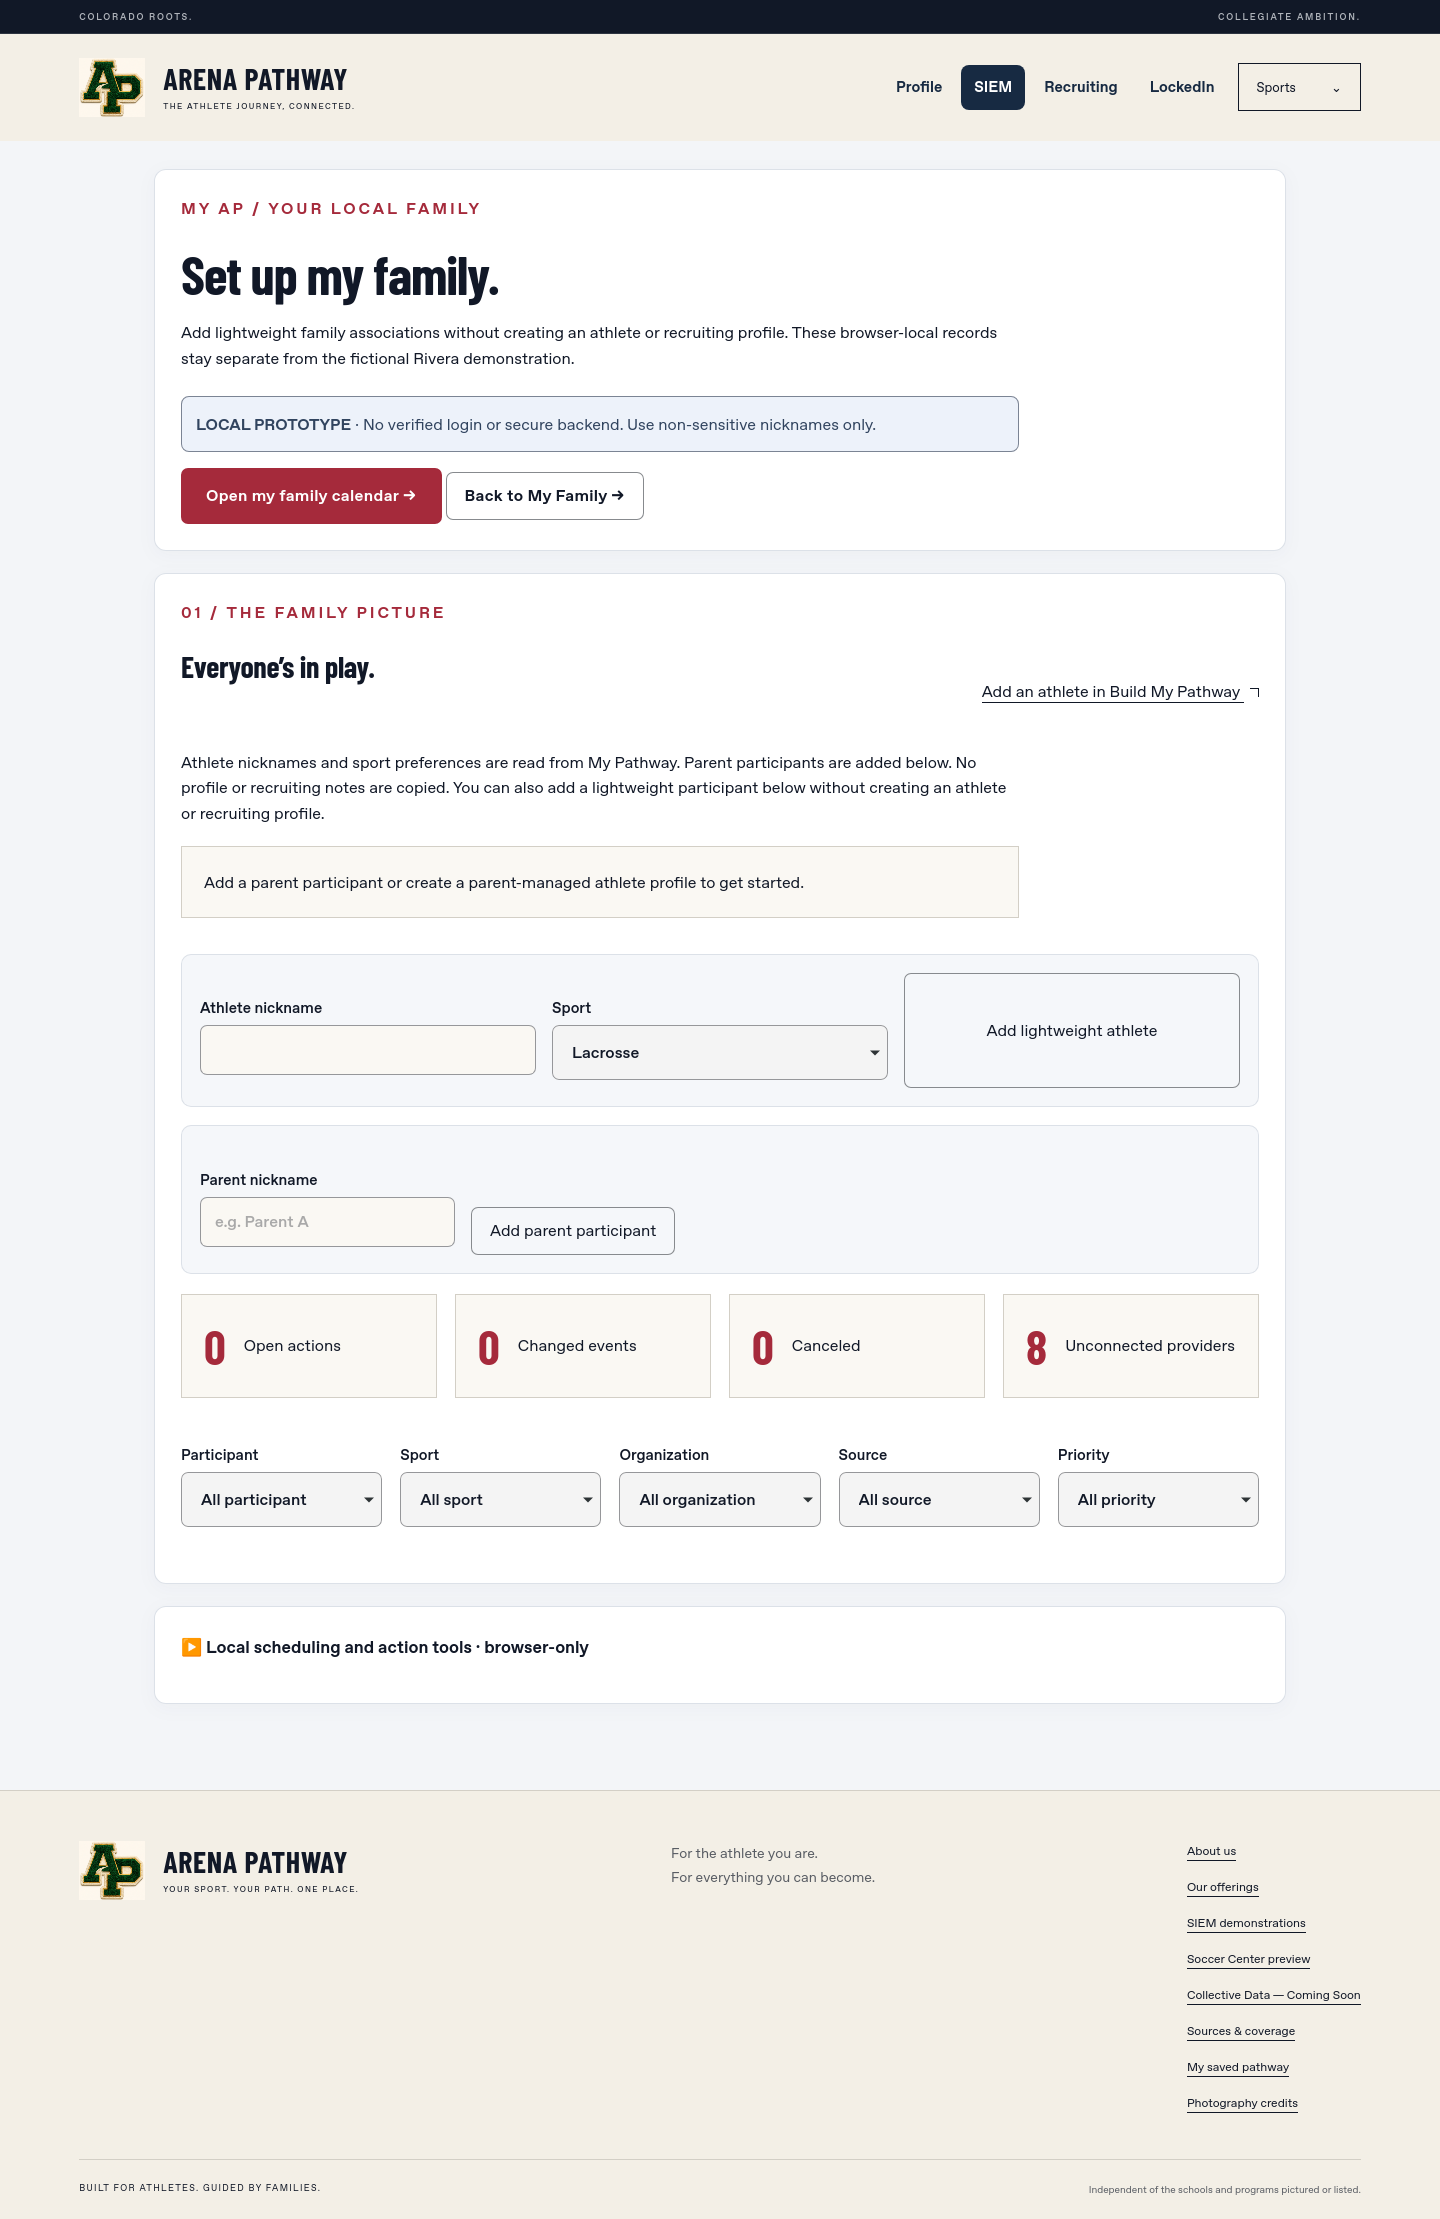 COLORADO ROOTS.
COLLEGIATE AMBITION.
AP
ARENA PATHWAY
THE ATHLETE JOURNEY, CONNECTED.
Profile
SIEM
Recruiting
LockedIn
Sports
MY AP / YOUR LOCAL FAMILY
Set up my family.
Add lightweight family associations without creating an athlete or recruiting profile. These browser-local records
stay separate from the fictional Rivera demonstration.
LOCAL PROTOTYPE · No verified login or secure backend. Use non-sensitive nicknames only.
Open my family calendar →
Back to My Family →
01 / THE FAMILY PICTURE
Everyone’s in play.
Add an athlete in Build My Pathway
Athlete nicknames and sport preferences are read from My Pathway. Parent participants are added below. No
profile or recruiting notes are copied. You can also add a lightweight participant below without creating an athlete
or recruiting profile.
Add a parent participant or create a parent-managed athlete profile to get started.
Athlete nickname
Sport
Lacrosse
Add lightweight athlete
Parent nickname
e.g. Parent A
Add parent participant
0 Open actions
0 Changed events
0 Canceled
8 Unconnected providers
Participant
Sport
Organization
Source
Priority
All participant
All sport
All organization
All source
All priority
Local scheduling and action tools · browser-only
AP
ARENA PATHWAY
YOUR SPORT. YOUR PATH. ONE PLACE.
For the athlete you are.
For everything you can become.
About us
Our offerings
SIEM demonstrations
Soccer Center preview
Collective Data — Coming Soon
Sources & coverage
My saved pathway
Photography credits
BUILT FOR ATHLETES. GUIDED BY FAMILIES.
Independent of the schools and programs pictured or listed.